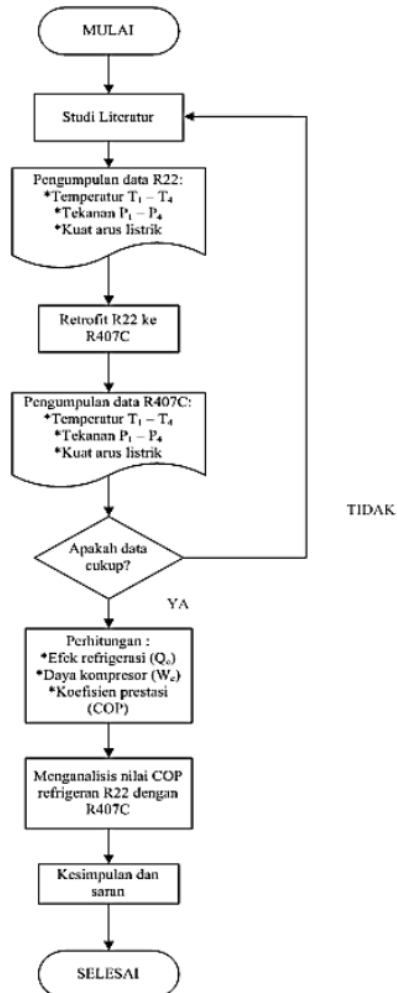 MULAI
Studi Literatur
Pengumpulan data R22:
*Temperatur T₁ – T₄
*Tekanan P₁ – P₄
*Kuat arus listrik
Retrofit R22 ke
R407C
Pengumpulan data R407C:
*Temperatur T₁ – T₄
*Tekanan P₁ – P₄
*Kuat arus listrik
Apakah data
cukup?
TIDAK
YA
Perhitungan :
*Efek refrigerasi (Qₑ)
*Daya kompresor (W꜀)
*Koefisien prestasi
(COP)
Menganalisis nilai COP
refrigeran R22 dengan
R407C
Kesimpulan dan
saran
SELESAI